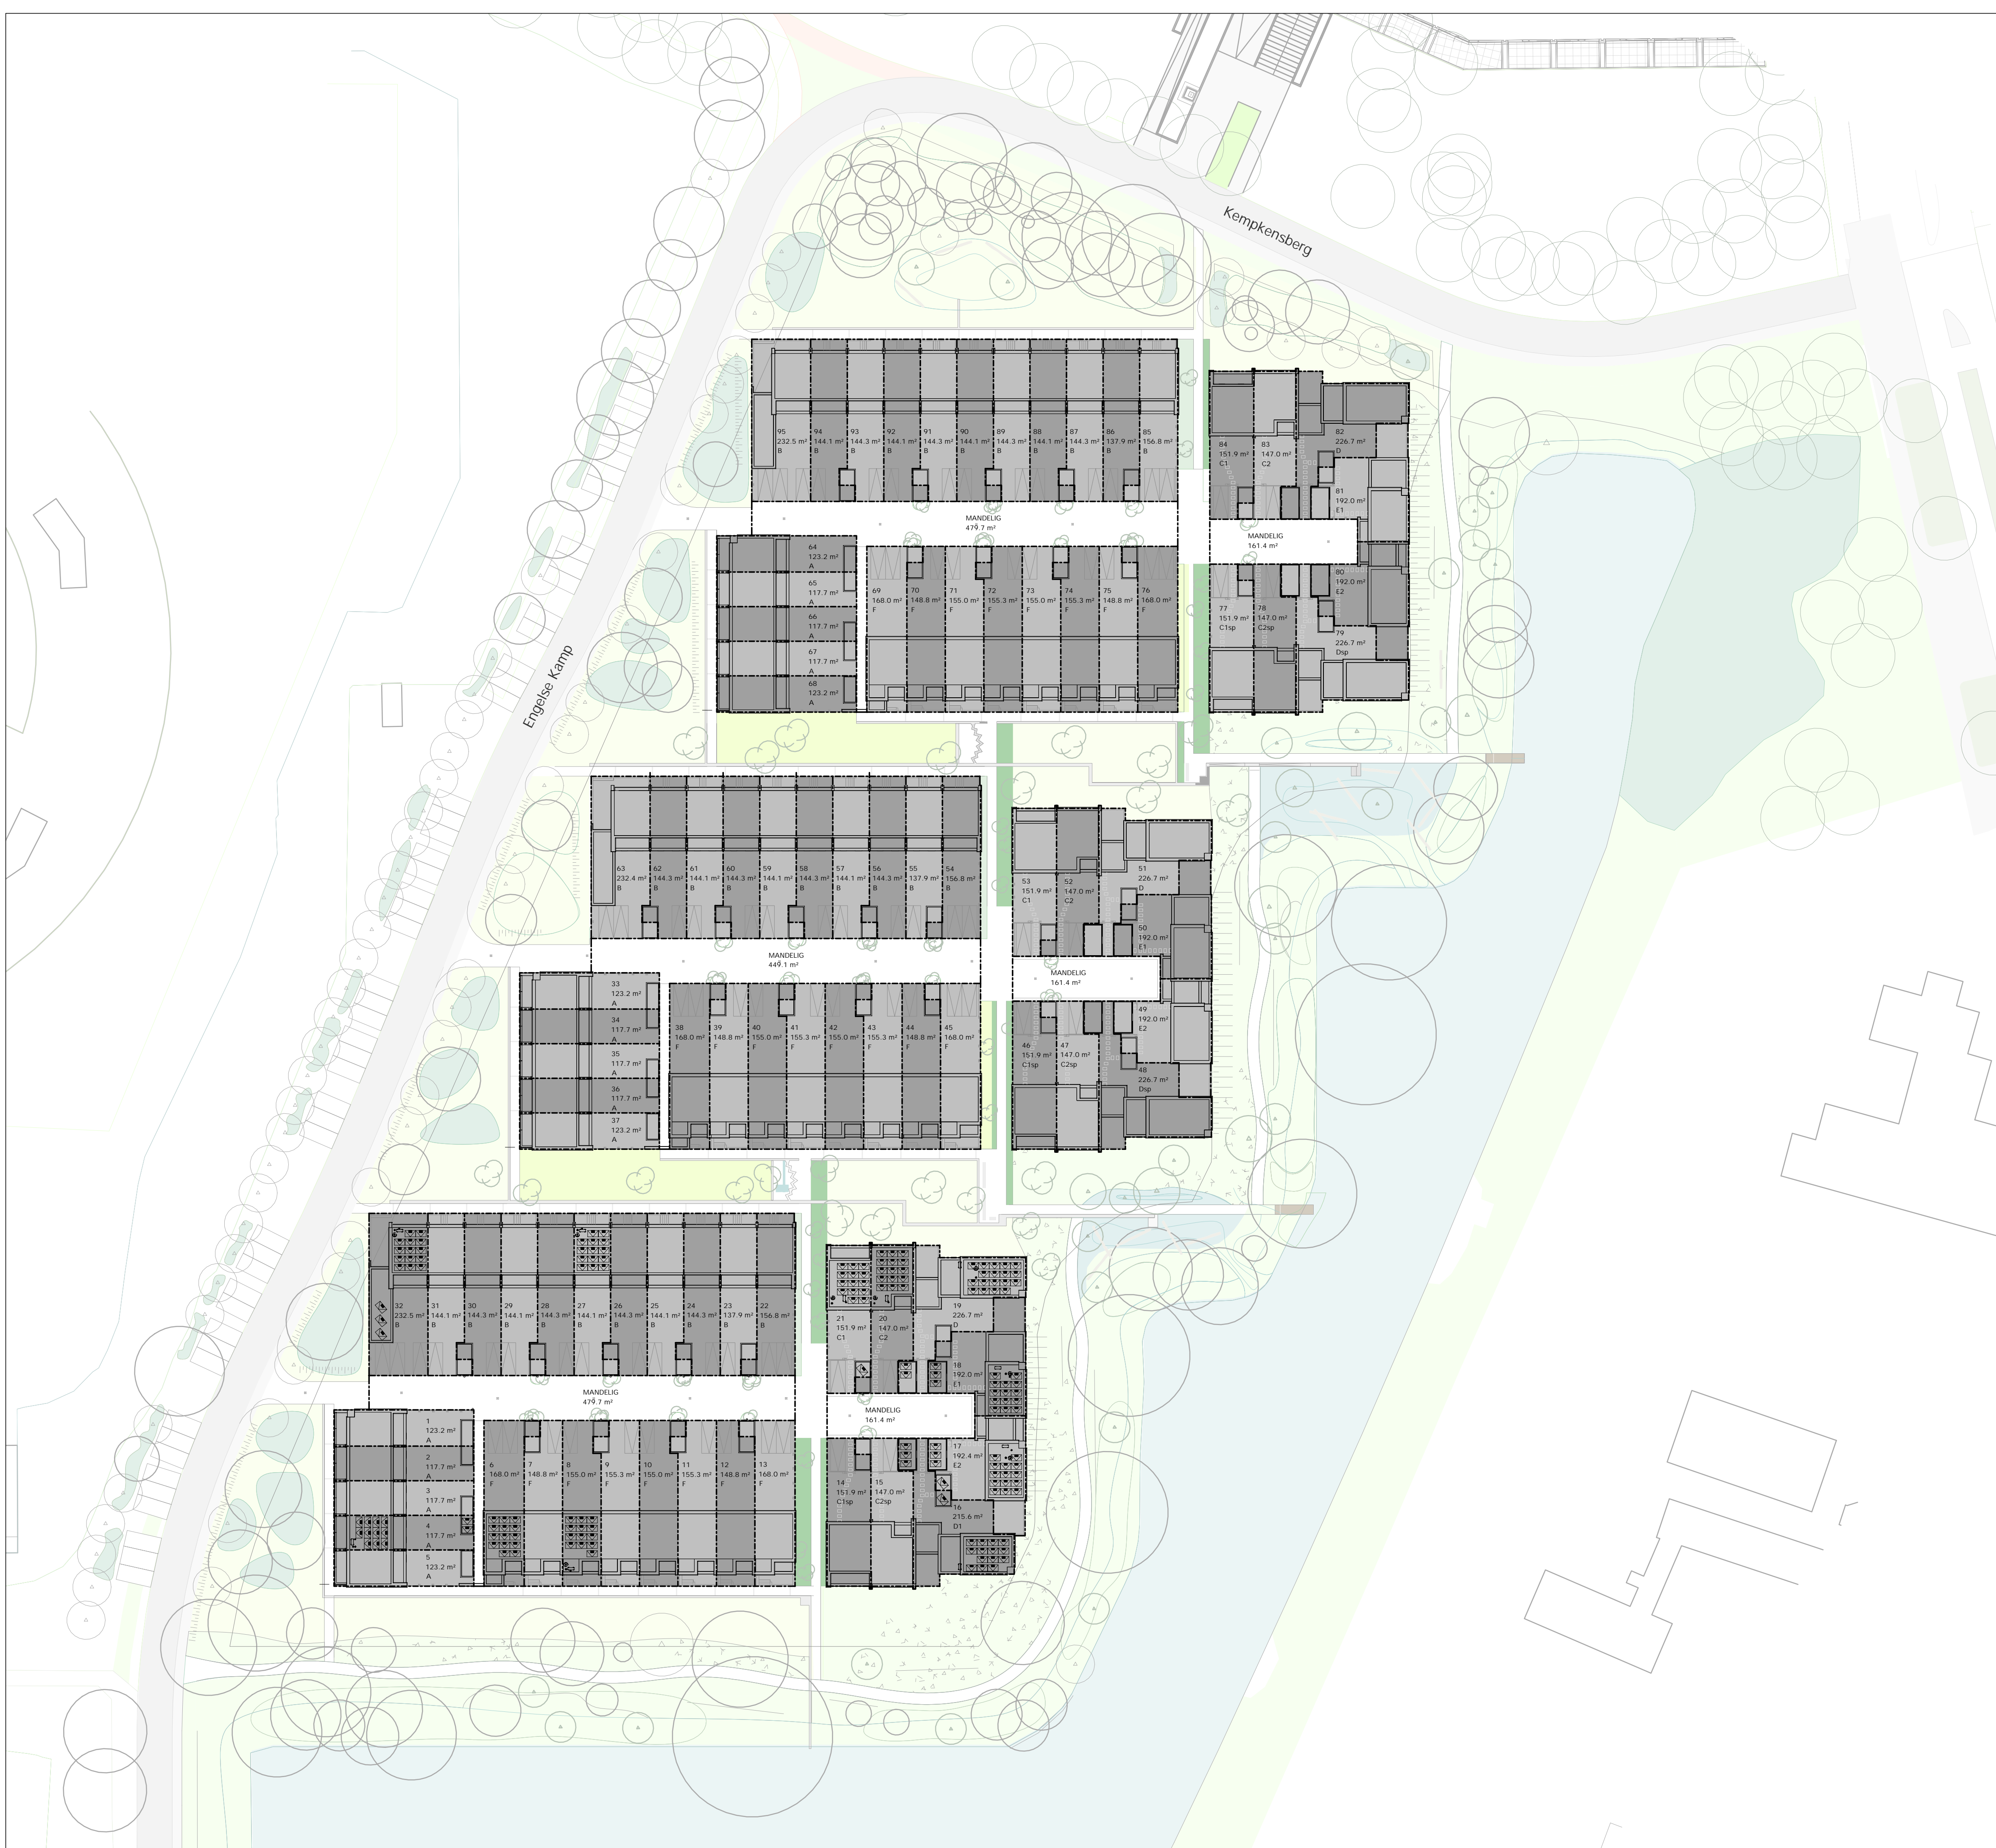 Kempkensberg
Engelse Kamp
95
232.5 m²
B
94
144.1 m²
B
93
144.3 m²
B
92
144.1 m²
B
91
144.3 m²
B
90
144.1 m²
B
89
144.3 m²
B
88
144.1 m²
B
87
144.3 m²
B
86
137.9 m²
B
85
156.8 m²
B
84
151.9 m²
C1
83
147.0 m²
C2
82
226.7 m²
D
81
192.0 m²
E1
MANDELIG
479.7 m²
MANDELIG
161.4 m²
64
123.2 m²
A
65
117.7 m²
A
66
117.7 m²
A
67
117.7 m²
A
68
123.2 m²
A
69
168.0 m²
F
70
148.8 m²
F
71
155.0 m²
F
72
155.3 m²
F
73
155.0 m²
F
74
155.3 m²
F
75
148.8 m²
F
76
168.0 m²
F
77
151.9 m²
C1sp
78
147.0 m²
C2sp
80
192.0 m²
E2
79
226.7 m²
Dsp
63
232.4 m²
B
62
144.3 m²
B
61
144.1 m²
B
60
144.3 m²
B
59
144.1 m²
B
58
144.3 m²
B
57
144.1 m²
B
56
144.3 m²
B
55
137.9 m²
B
54
156.8 m²
B
53
151.9 m²
C1
52
147.0 m²
C2
51
226.7 m²
D
50
192.0 m²
E1
MANDELIG
449.1 m²
MANDELIG
161.4 m²
33
123.2 m²
A
34
117.7 m²
A
35
117.7 m²
A
36
117.7 m²
A
37
123.2 m²
A
38
168.0 m²
F
39
148.8 m²
F
40
155.0 m²
F
41
155.3 m²
F
42
155.0 m²
F
43
155.3 m²
F
44
148.8 m²
F
45
168.0 m²
F
46
151.9 m²
C1sp
47
147.0 m²
C2sp
49
192.0 m²
E2
48
226.7 m²
Dsp
32
232.5 m²
B
31
144.1 m²
B
30
144.3 m²
B
29
144.1 m²
B
28
144.3 m²
B
27
144.1 m²
B
26
144.3 m²
B
25
144.1 m²
B
24
144.3 m²
B
23
137.9 m²
B
22
156.8 m²
B
21
151.9 m²
C1
20
147.0 m²
C2
19
226.7 m²
D
18
192.0 m²
E1
MANDELIG
479.7 m²
MANDELIG
161.4 m²
1
123.2 m²
A
2
117.7 m²
A
3
117.7 m²
A
4
117.7 m²
A
5
123.2 m²
A
6
168.0 m²
F
7
148.8 m²
F
8
155.0 m²
F
9
155.3 m²
F
10
155.0 m²
F
11
155.3 m²
F
12
148.8 m²
F
13
168.0 m²
F
14
151.9 m²
C1sp
15
147.0 m²
C2sp
17
192.4 m²
E2
16
215.6 m²
D1